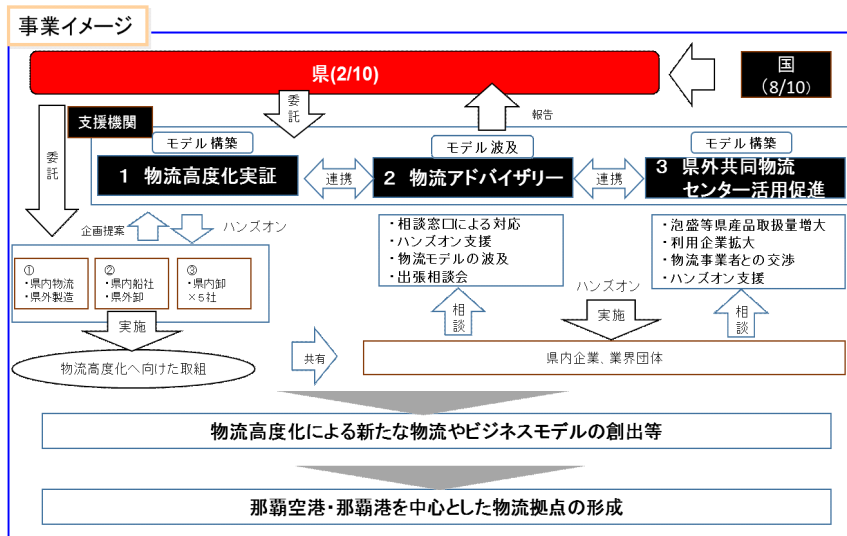 事業イメージ
県(2/10)
国
(8/10)
委託
委託
報告
支援機関
モデル構築
モデル波及
モデル構築
1 物流高度化実証
連携
2 物流アドバイザリー
連携
3 県外共同物流
センター活用促進
企画提案
ハンズオン
・相談窓口による対応
・ハンズオン支援
・物流モデルの波及
・出張相談会
・泡盛等県産品取扱量増大
・利用企業拡大
・物流事業者との交渉
・ハンズオン支援
①
・県内物流
・県外製造
②
・県内船社
・県外卸
③
・県内卸
×5社
相談
ハンズオン
実施
相談
実施
物流高度化へ向けた取組
共有
県内企業、業界団体
物流高度化による新たな物流やビジネスモデルの創出等
那覇空港・那覇港を中心とした物流拠点の形成